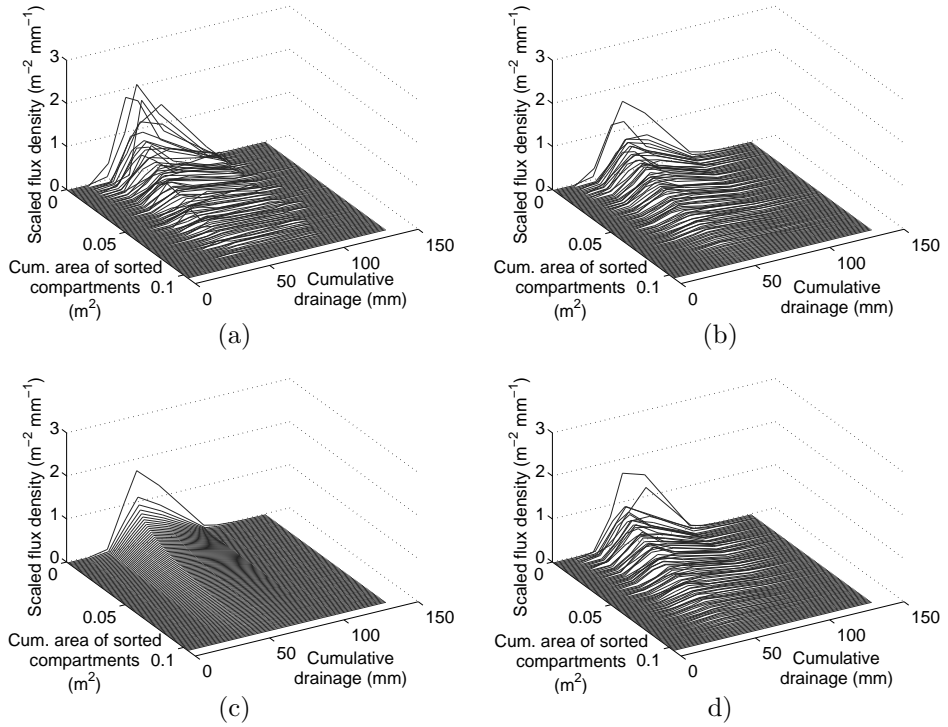 Scaled flux density (m⁻² mm⁻¹)
3
2
1
0
0
0.05
0.1
Cum. area of sorted
compartments
(m²)
0
50
100
150
Cumulative
drainage (mm)
(a)
Scaled flux density (m⁻² mm⁻¹)
3
2
1
0
0
0.05
0.1
Cum. area of sorted
compartments
(m²)
0
50
100
150
Cumulative
drainage (mm)
(b)
Scaled flux density (m⁻² mm⁻¹)
3
2
1
0
0
0.05
0.1
Cum. area of sorted
compartments
(m²)
0
50
100
150
Cumulative
drainage (mm)
(c)
Scaled flux density (m⁻² mm⁻¹)
3
2
1
0
0
0.05
0.1
Cum. area of sorted
compartments
(m²)
0
50
100
150
Cumulative
drainage (mm)
d)